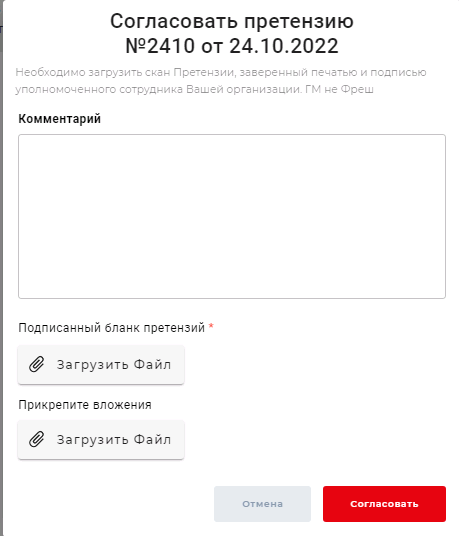 Согласовать претензию
№2410 от 24.10.2022
Необходимо загрузить скан Претензии, заверенный печатью и подписью
уполномоченного сотрудника Вашей организации. ГМ не Фреш
Комментарий
Подписанный бланк претензий *
Загрузить Файл
Прикрепите вложения
Загрузить Файл
Отмена Согласовать